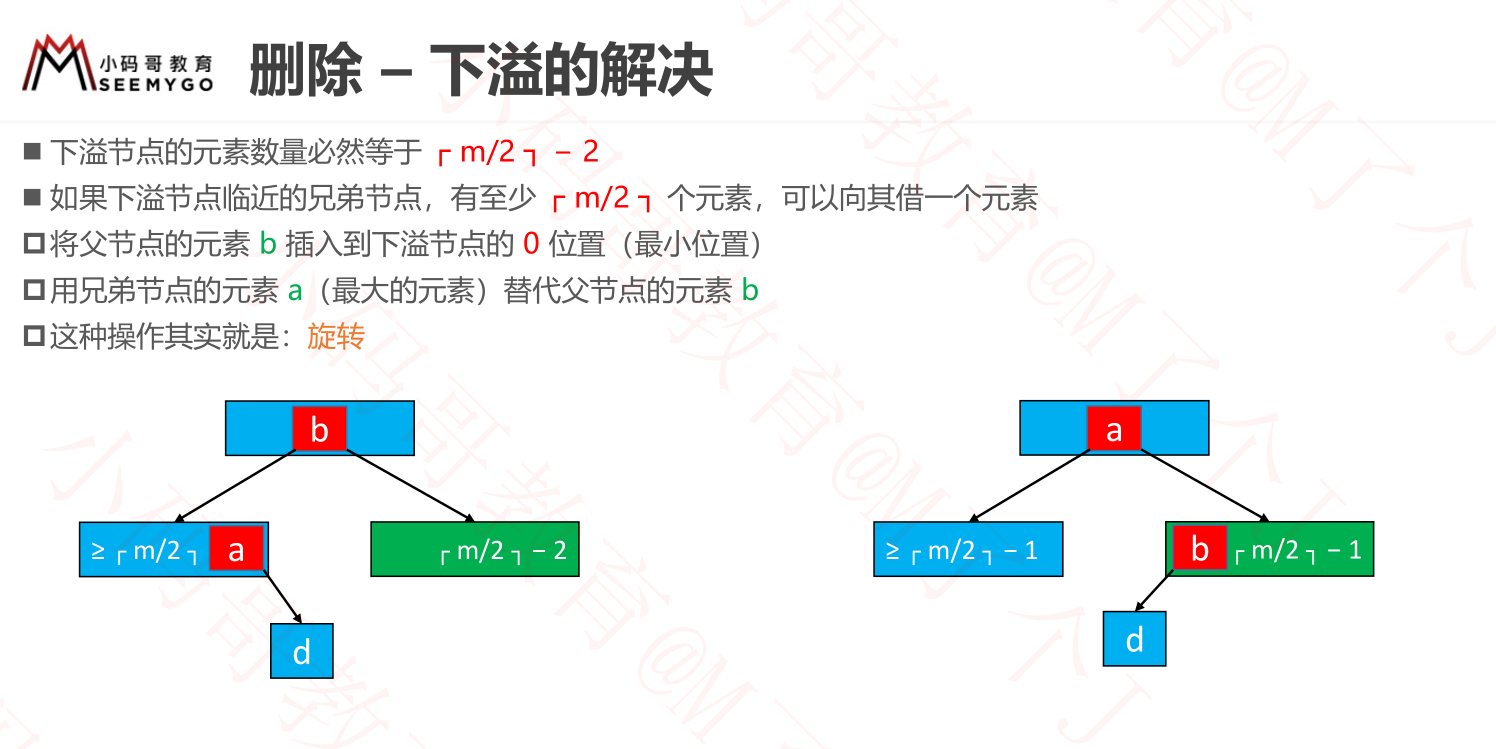 小码哥教育
SEEMYGO
删除 – 下溢的解决
■ 下溢节点的元素数量必然等于 ┌ m/2 ┐ − 2
■ 如果下溢节点临近的兄弟节点，有至少 ┌ m/2 ┐ 个元素，可以向其借一个元素
□ 将父节点的元素 b 插入到下溢节点的 0 位置（最小位置）
□ 用兄弟节点的元素 a（最大的元素）替代父节点的元素 b
□ 这种操作其实就是：旋转
b
≥ ┌ m/2 ┐ a
┌ m/2 ┐ − 2
d
a
≥ ┌ m/2 ┐ − 1
b ┌ m/2 ┐ − 1
d
小码哥教育@M了个J